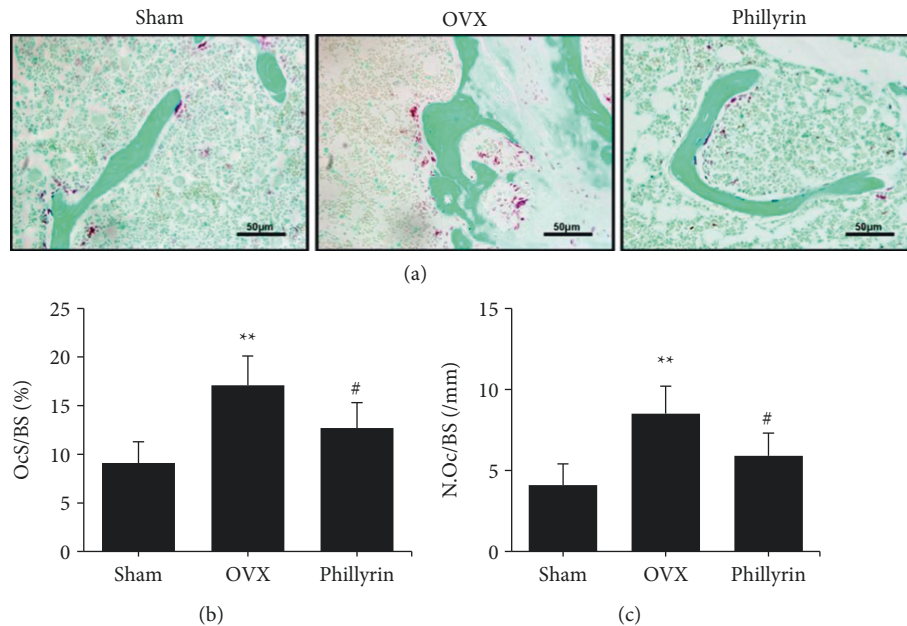 Sham OVX Phillyrin
50μm 50μm 50μm
(a)
25
20
15
10
5
0
OcS/BS (%)
**
#
Sham OVX Phillyrin
(b)
15
10
5
0
N.Oc/BS (/mm)
**
#
Sham OVX Phillyrin
(c)